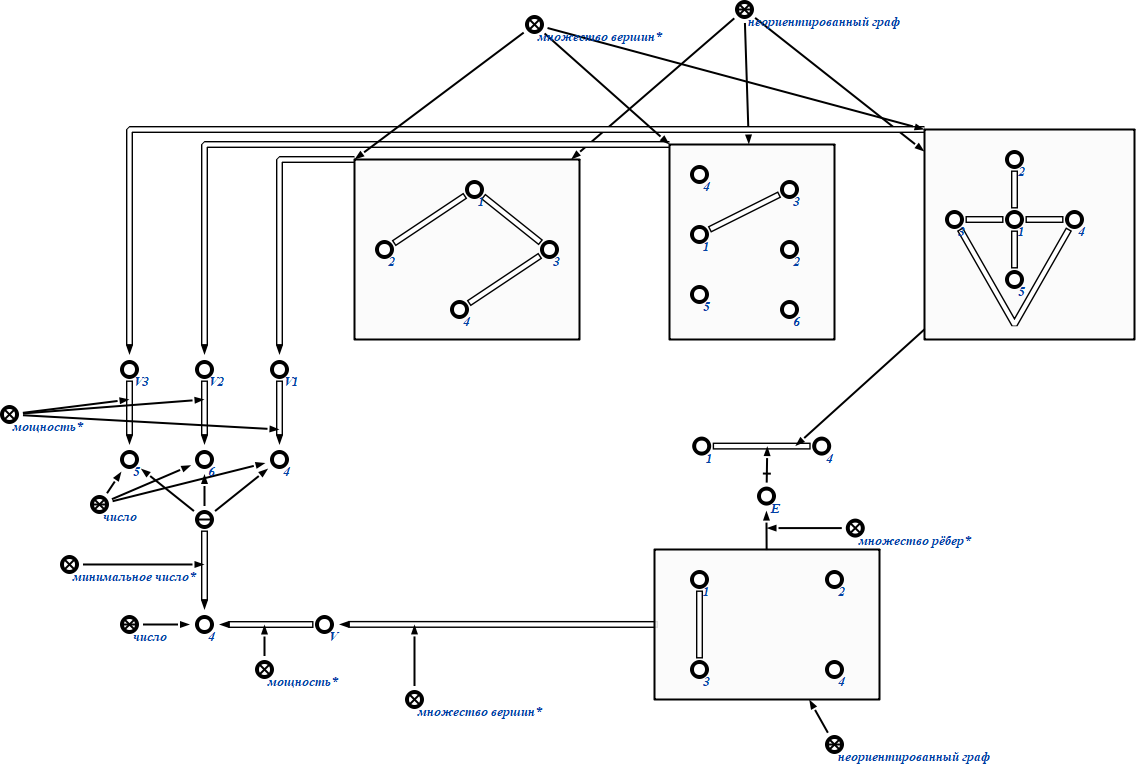 неориентированный граф
множество вершин*
2
4
3
1
1
3
4
1
2
3
2
5
5
4
6
V3
V2
V1
мощность*
1
4
5
6
4
E
число
множество рёбер*
минимальное число*
1
2
число
4
V
мощность*
3
4
множество вершин*
неориентированный граф